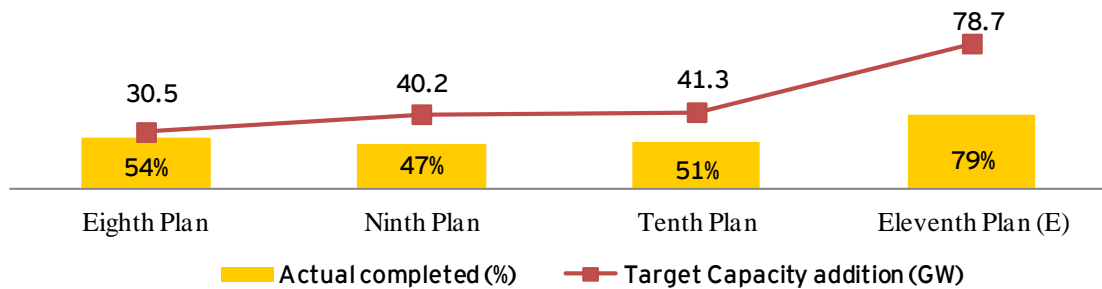 78.7
30.5 40.2 41.3
54% 47% 51% 79%
Eighth Plan Ninth Plan Tenth Plan Eleventh Plan (E)
Actual completed (%) Target Capacity addition (GW)